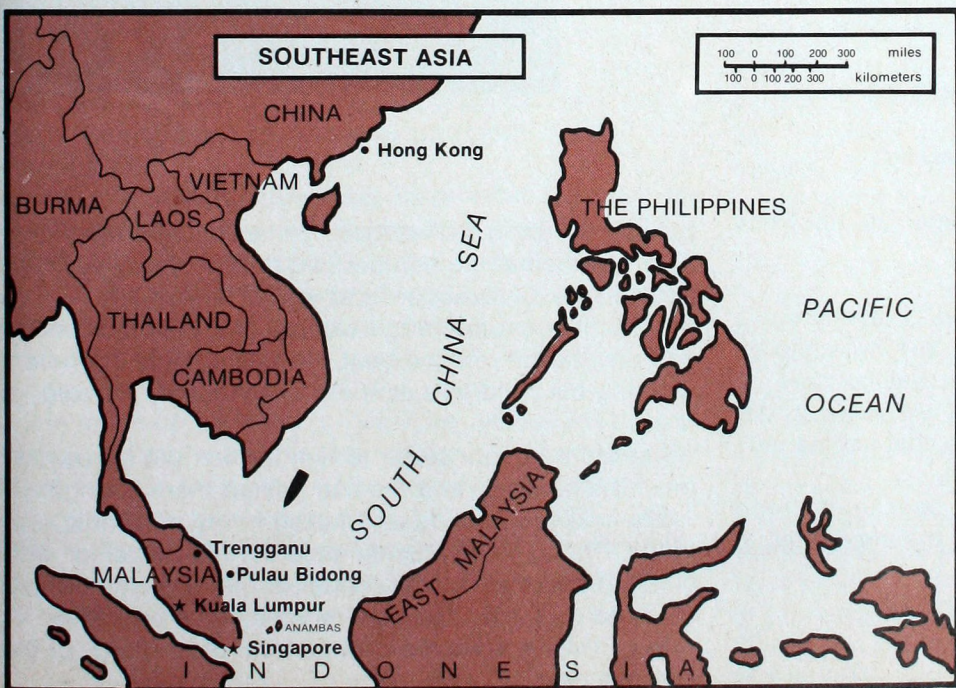 SOUTHEAST ASIA
100 0 100 200 300 miles
100 0 100 200 300 kilometers
CHINA
Hong Kong
VIETNAM
BURMA
LAOS
THE PHILIPPINES
SOUTH CHINA SEA
PACIFIC
OCEAN
THAILAND
CAMBODIA
Trengganu
MALAYSIA
Pulau Bidong
EAST MALAYSIA
Kuala Lumpur
ANAMBAS
Singapore
INDONESIA